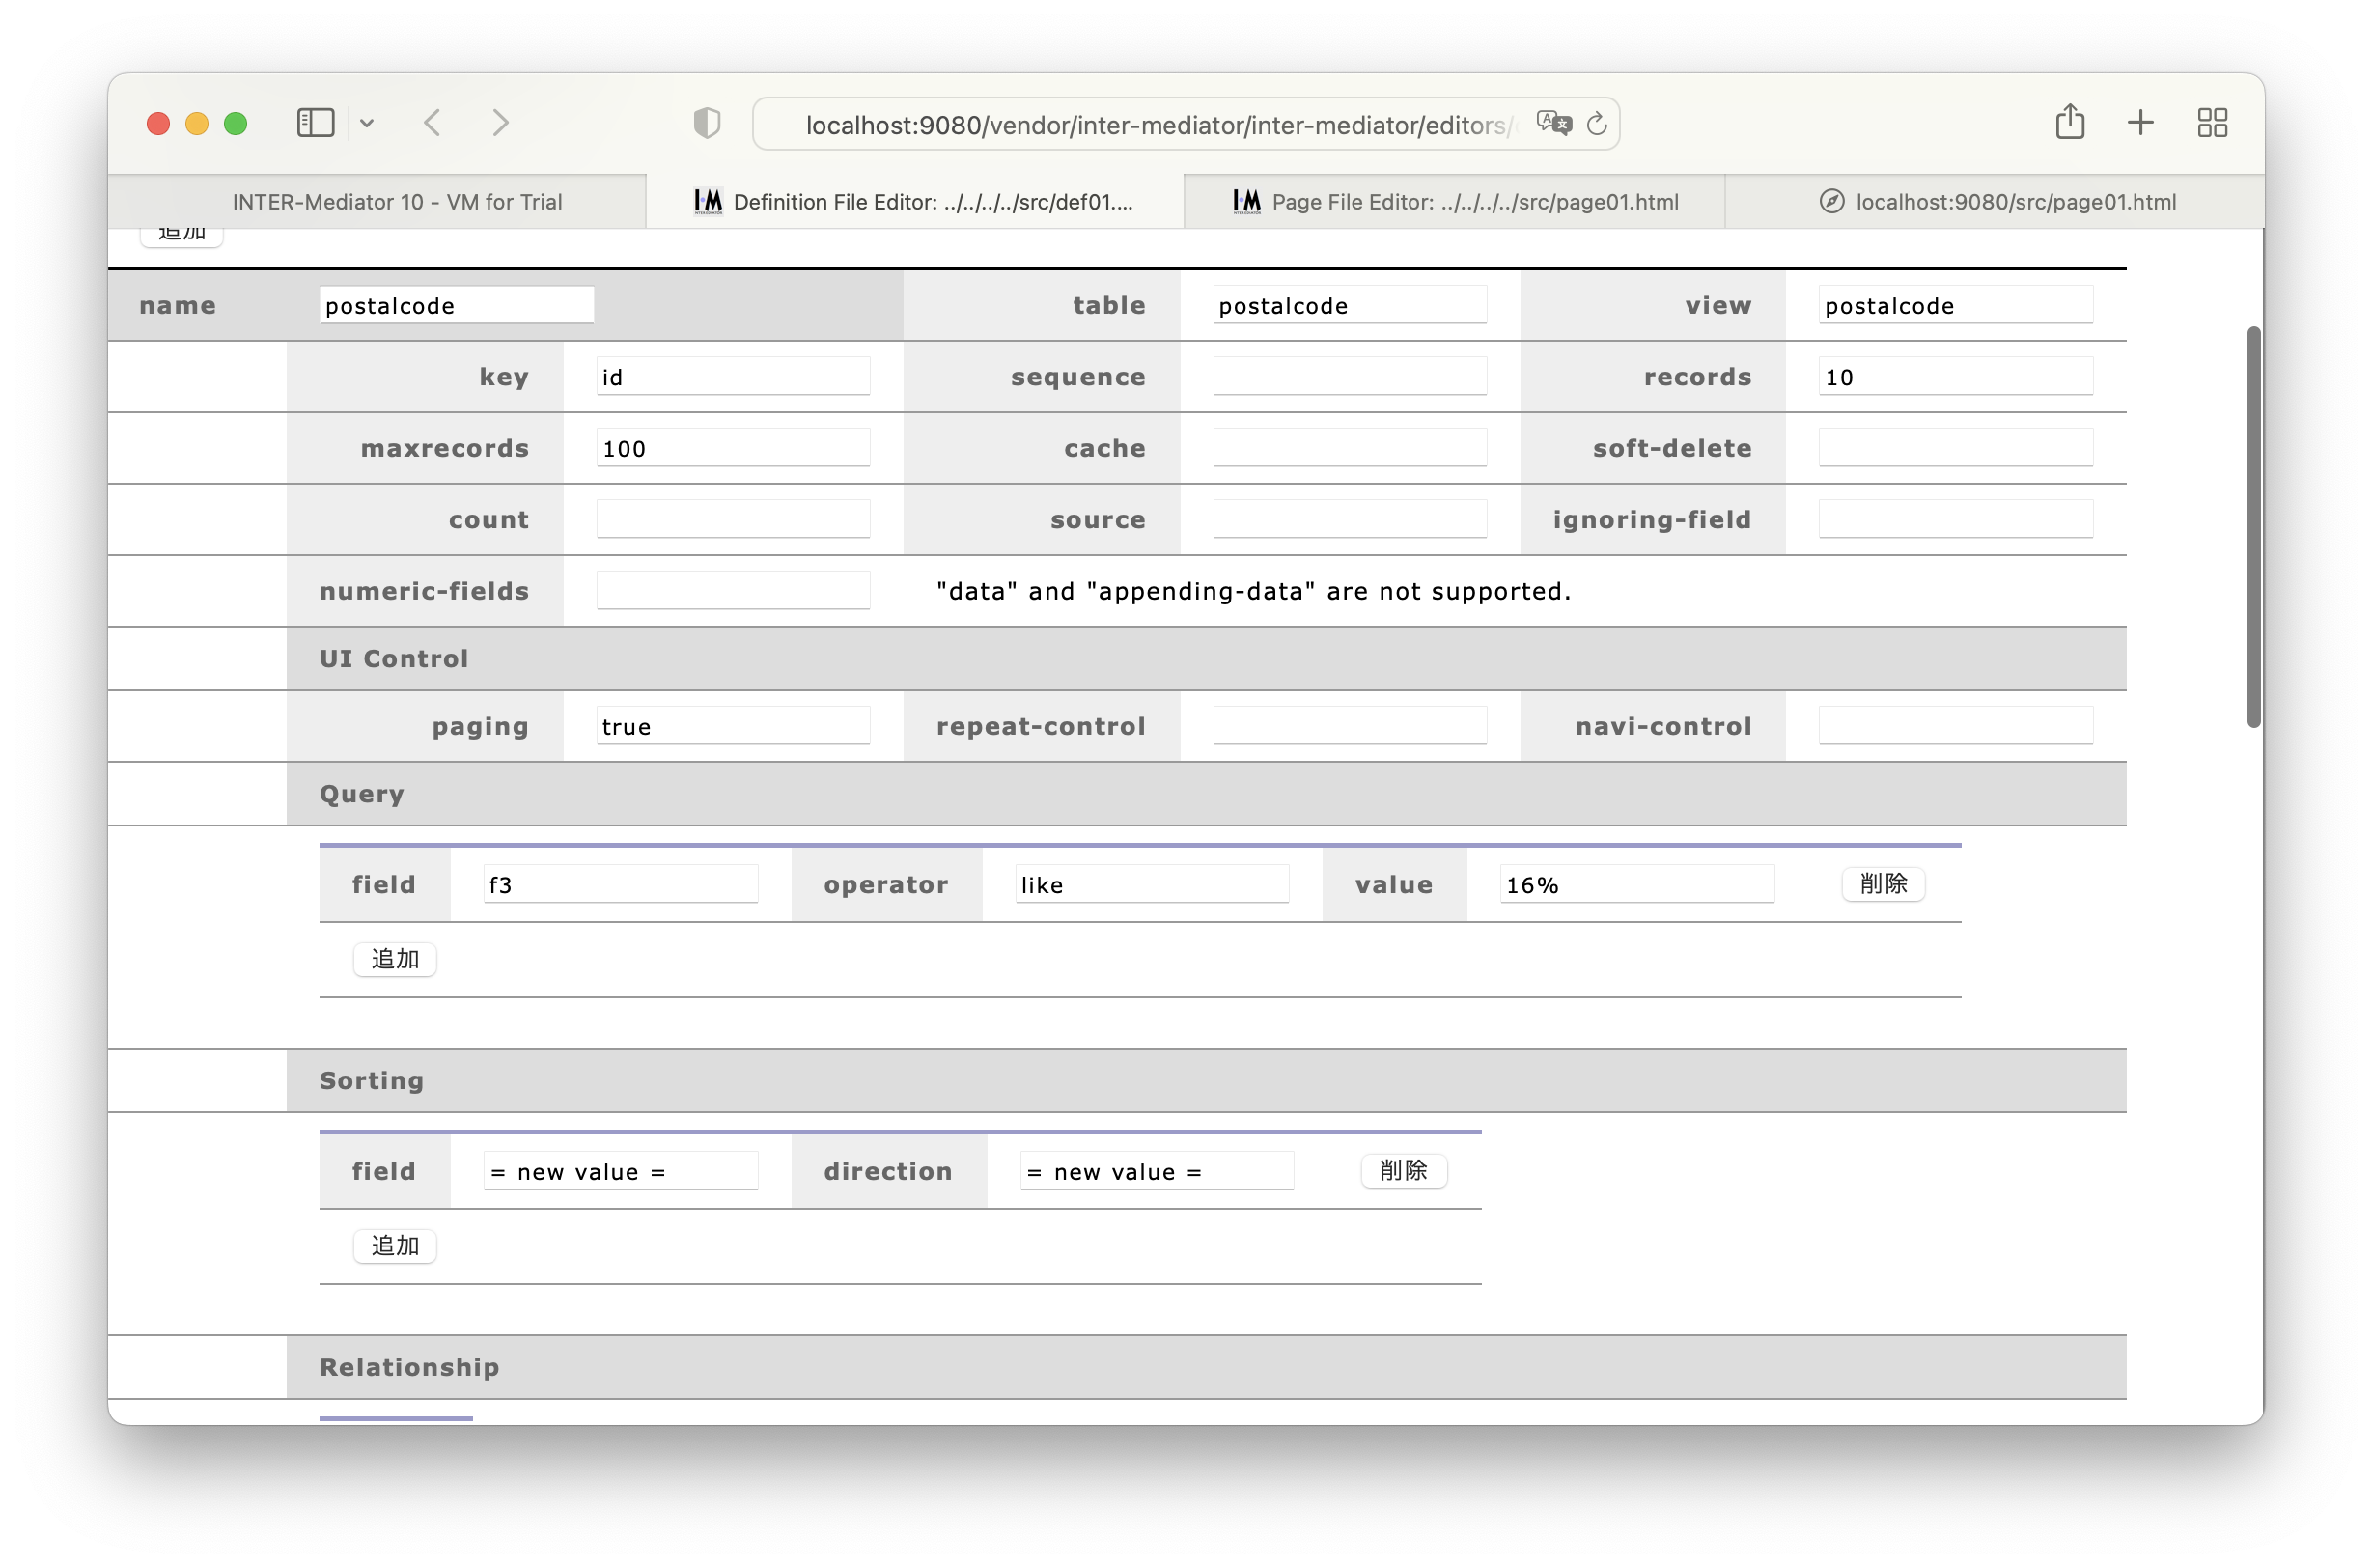 localhost:9080/vendor/inter-mediator/inter-mediator/editors/
INTER-Mediator 10 - VM for Trial
Definition File Editor: ../../../../src/def01....
Page File Editor: ../../../../src/page01.html
localhost:9080/src/page01.html
追加
name postalcode table postalcode view postalcode
key id sequence records 10
maxrecords 100 cache soft-delete
count source ignoring-field
numeric-fields "data" and "appending-data" are not supported.
UI Control
paging true repeat-control navi-control
Query
field f3 operator like value 16% 削除
追加
Sorting
field = new value = direction = new value = 削除
追加
Relationship